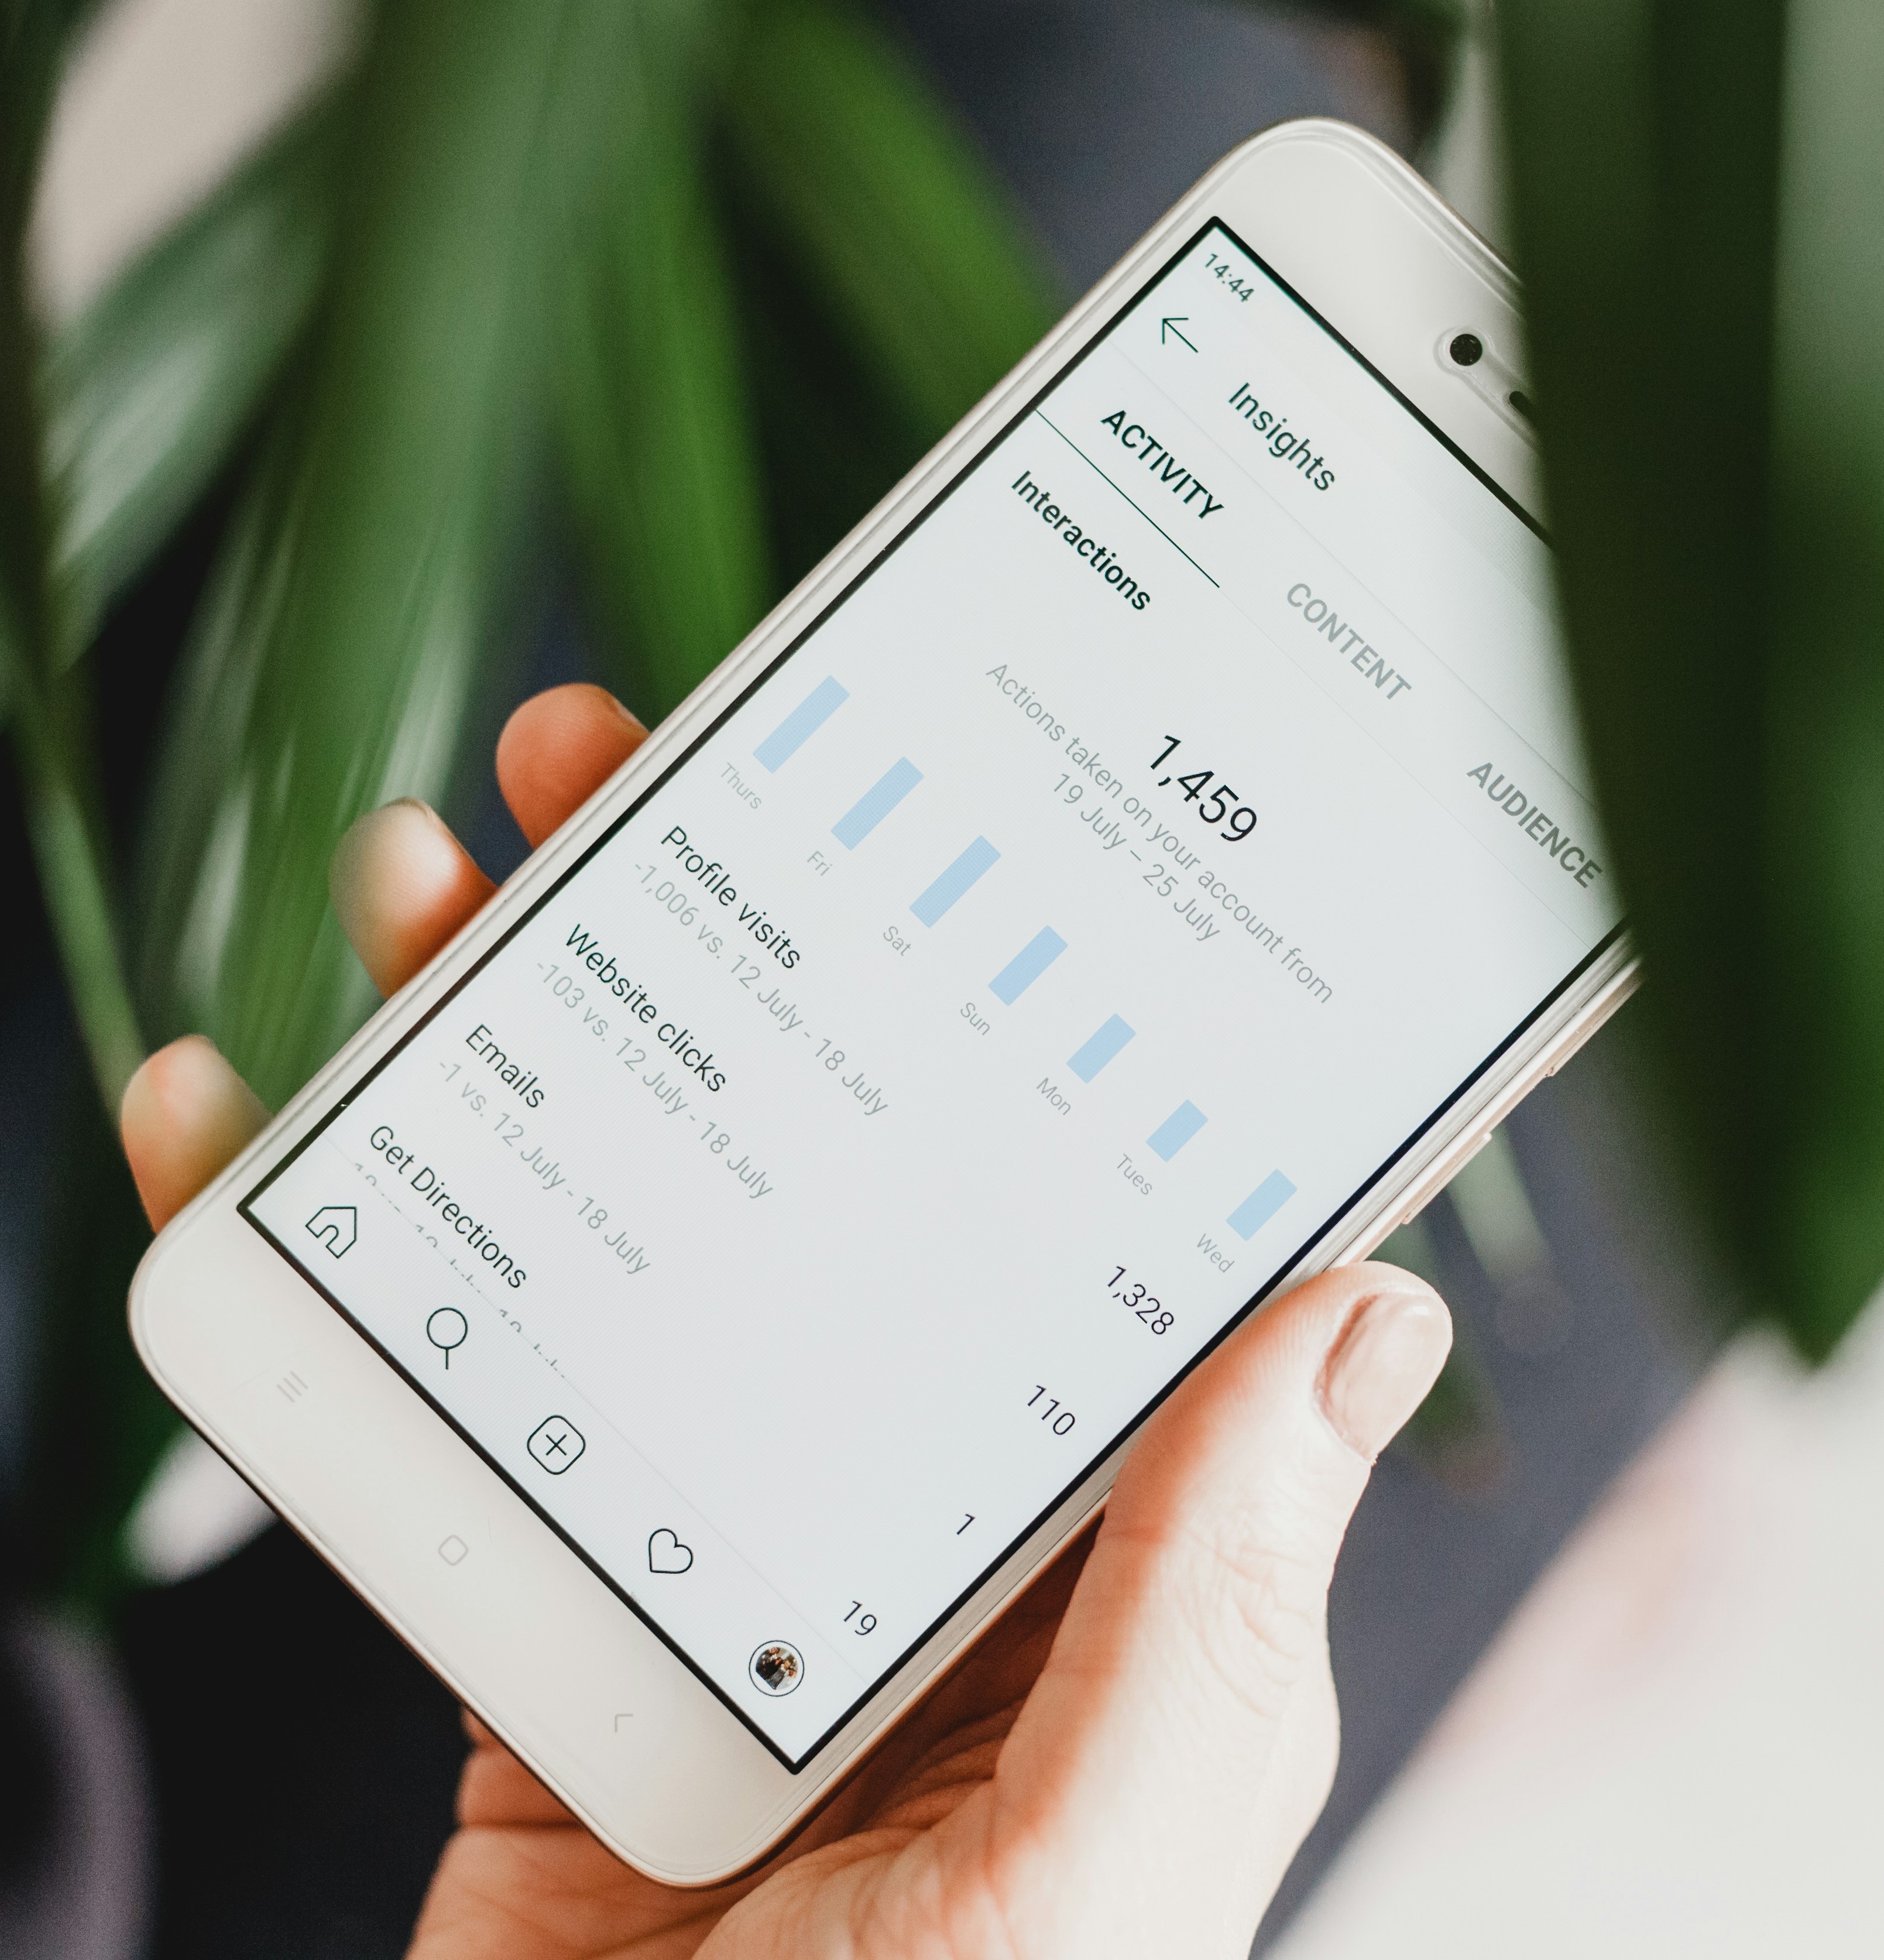 14:44
Insights
ACTIVITY CONTENT AUDIENCE
Interactions
1,459
Actions taken on your account from
19 July – 25 July
Thurs Fri Sat Sun Mon Tues Wed
Profile visits 1,328
-1,006 vs. 12 July - 18 July
Website clicks 110
-103 vs. 12 July - 18 July
Emails 1
-1 vs. 12 July - 18 July
Get Directions 19